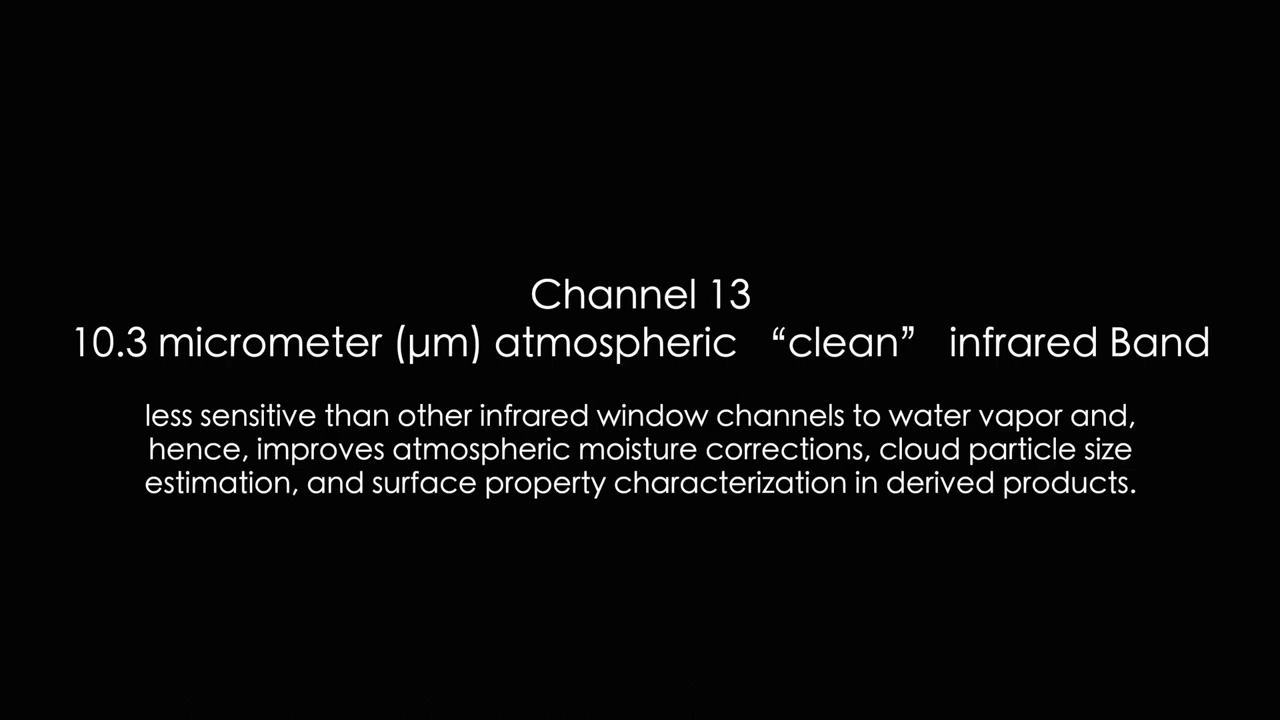 Channel 13
10.3 micrometer (µm) atmospheric “clean” infrared Band
less sensitive than other infrared window channels to water vapor and,
hence, improves atmospheric moisture corrections, cloud particle size
estimation, and surface property characterization in derived products.